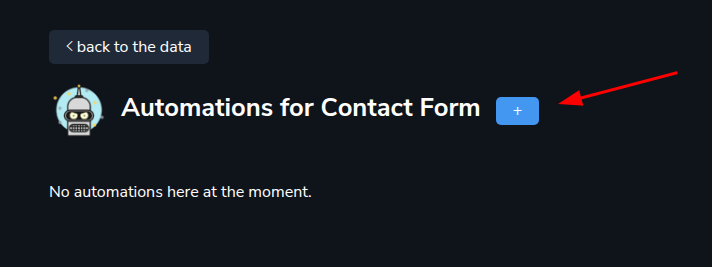 < back to the data
Automations for Contact Form
+
No automations here at the moment.